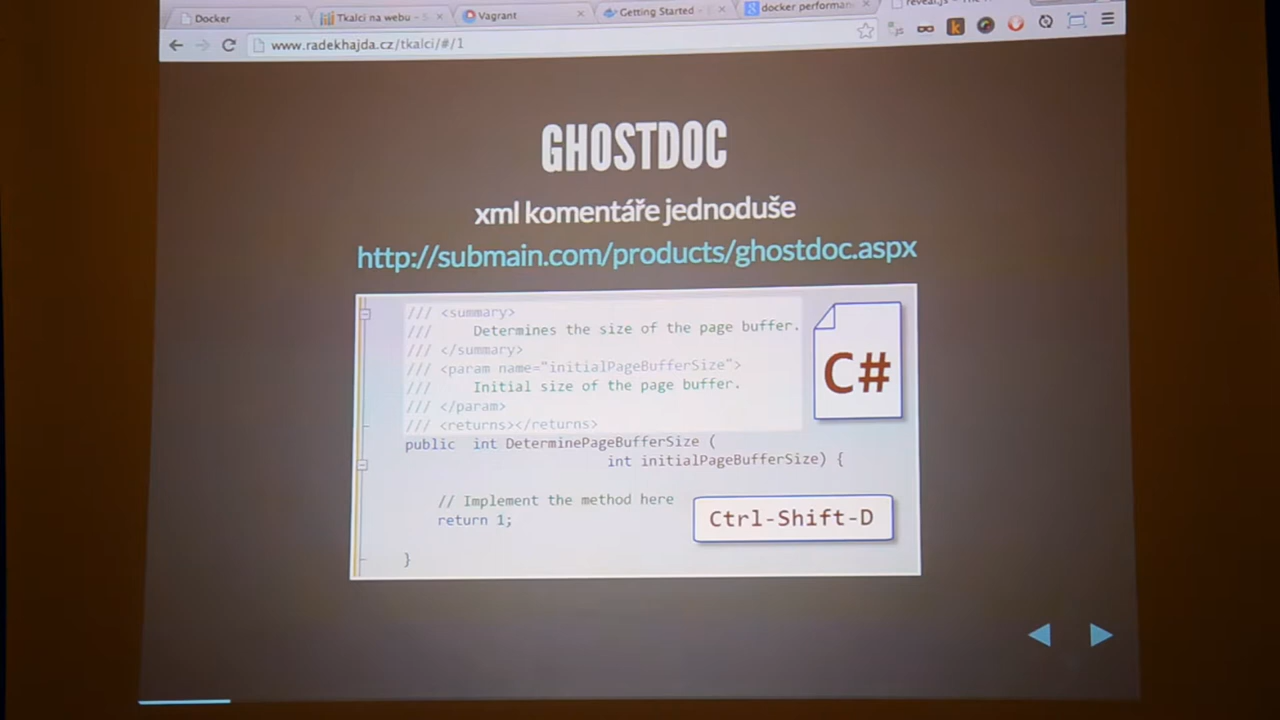 Docker
Tkalci na webu - S
Vagrant
Getting Started -
docker performan
reveal.js - The
www.radekhajda.cz/tkalci/#/1
k
GHOSTDOC
xml komentáře jednoduše
http://submain.com/products/ghostdoc.aspx
/// <summary>
/// Determines the size of the page buffer.
/// </summary>
/// <param name="initialPageBufferSize">
/// Initial size of the page buffer.
/// </param>
/// <returns></returns>
public int DeterminePageBufferSize (
int initialPageBufferSize) {
// Implement the method here
return 1;
}
C#
Ctrl-Shift-D